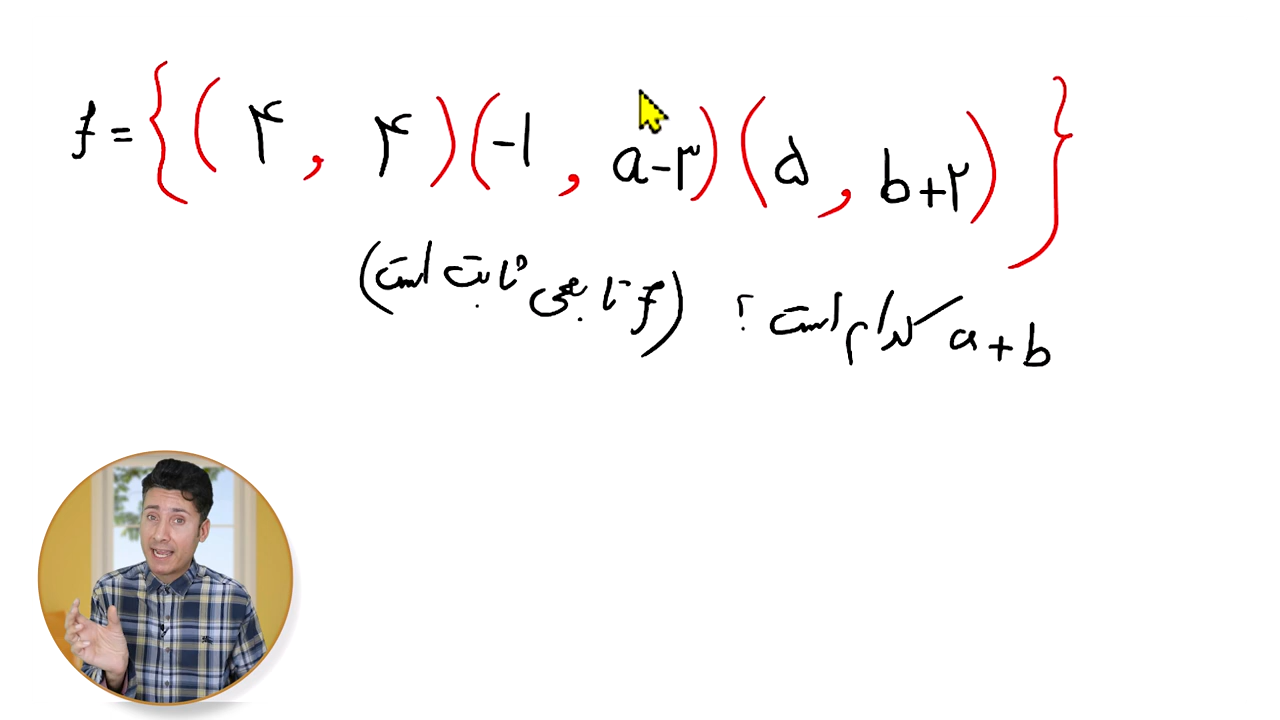 f = {(۴ , ۴)(-۱ , a-۳)(۵ , b+۲)}
a+b کدام است ؟ (f تابعی ثابت است)